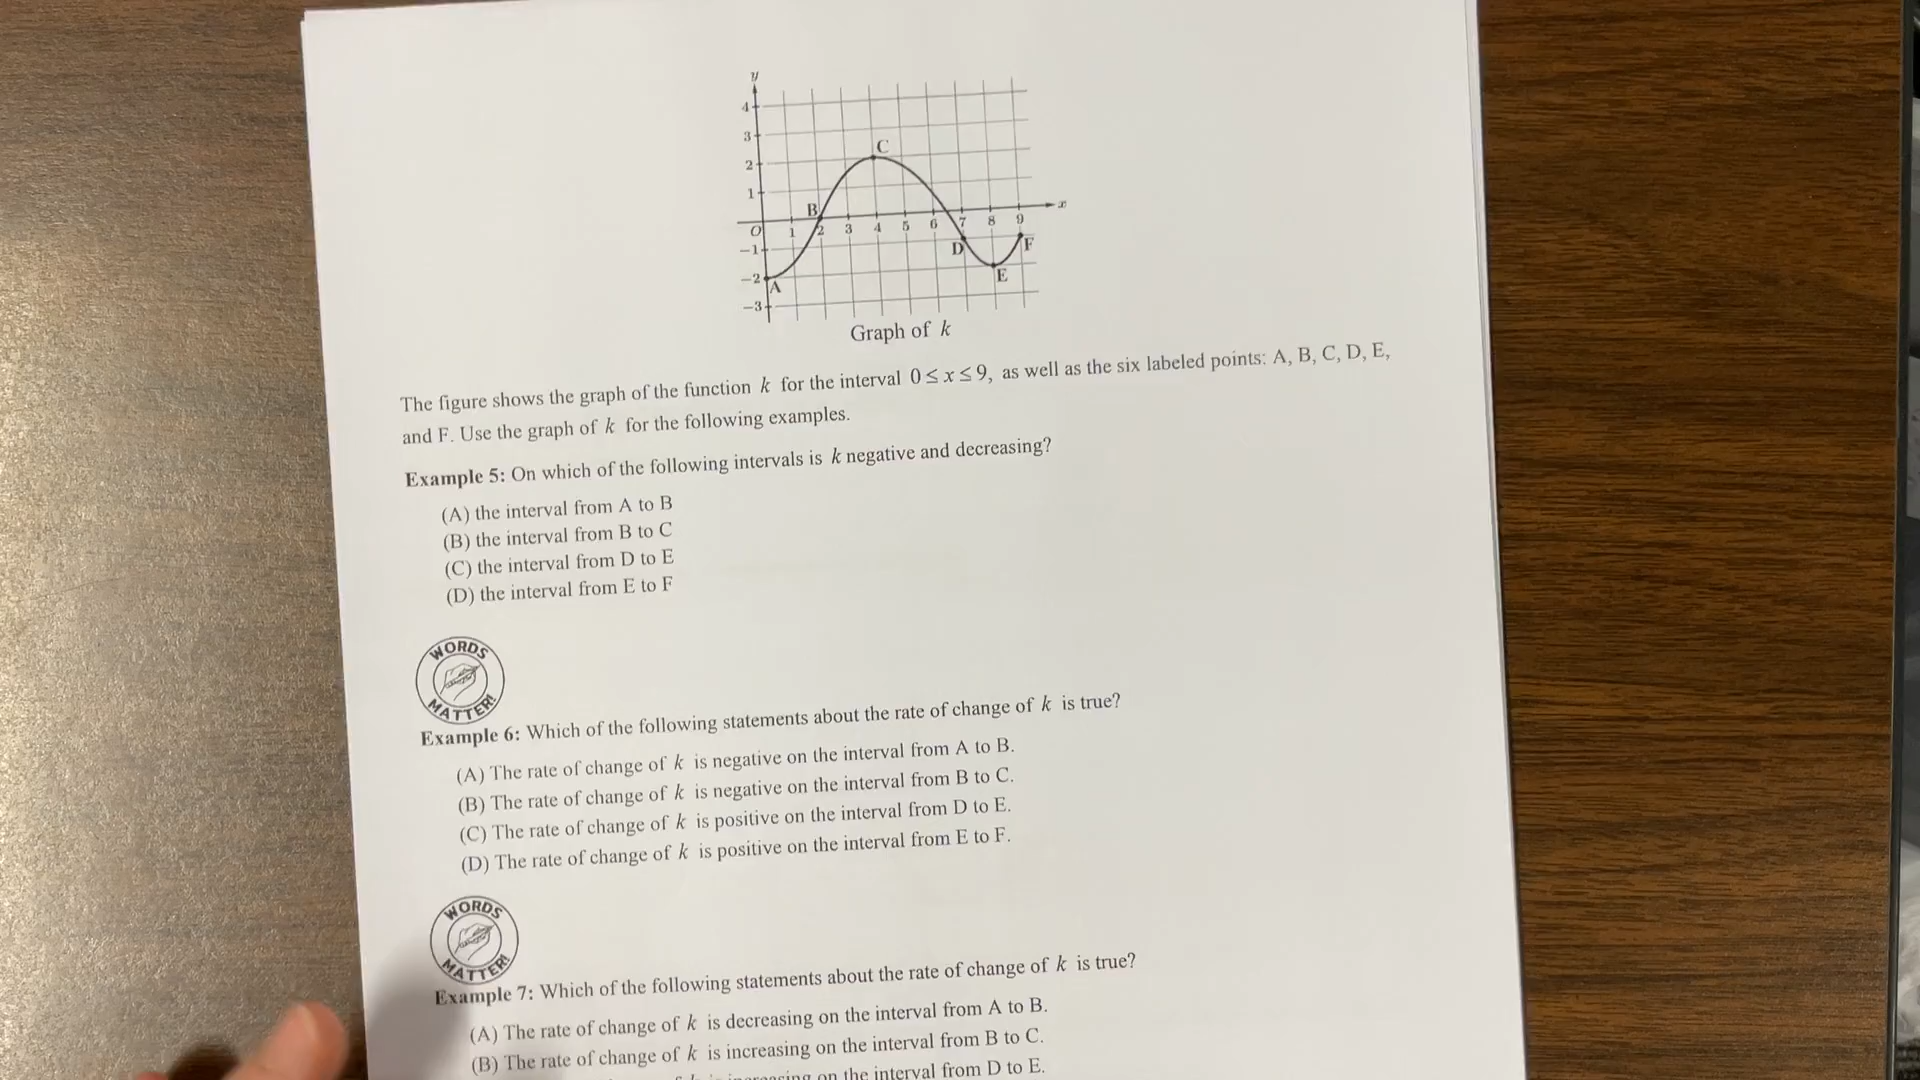 y
4
3
2
1
O
-1
-2
-3
1 2 3 4 5 6 7 8 9
x
A
B
C
D
E
F
Graph of k
The figure shows the graph of the function k for the interval 0 ≤ x ≤ 9, as well as the six labeled points: A, B, C, D, E,
and F. Use the graph of k for the following examples.
Example 5: On which of the following intervals is k negative and decreasing?
(A) the interval from A to B
(B) the interval from B to C
(C) the interval from D to E
(D) the interval from E to F
WORDS
MATTER!
Example 6: Which of the following statements about the rate of change of k is true?
(A) The rate of change of k is negative on the interval from A to B.
(B) The rate of change of k is negative on the interval from B to C.
(C) The rate of change of k is positive on the interval from D to E.
(D) The rate of change of k is positive on the interval from E to F.
WORDS
MATTER!
Example 7: Which of the following statements about the rate of change of k is true?
(A) The rate of change of k is decreasing on the interval from A to B.
(B) The rate of change of k is increasing on the interval from B to C.
increasing on the interval from D to E.